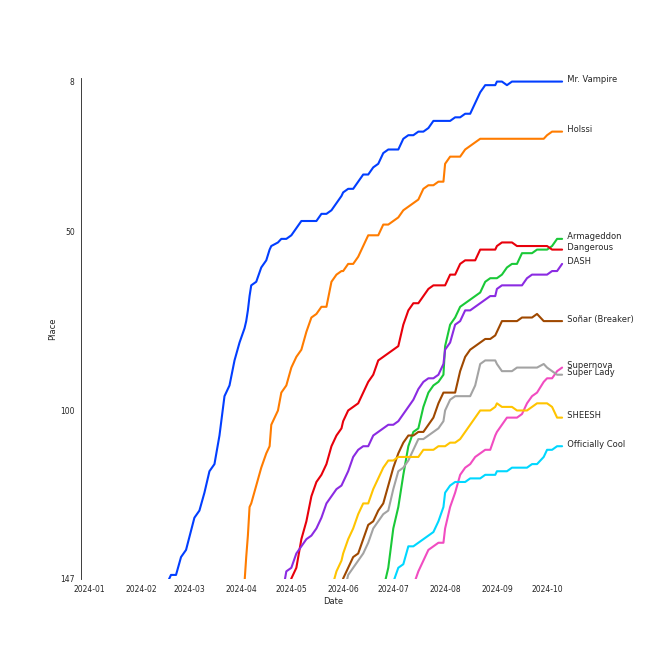 8
Mr. Vampire
Holssi
50
Armageddon
Dangerous
DASH
Place
Soñar (Breaker)
Supernova
Super Lady
100
SHEESH
Officially Cool
147
2024-01 2024-02 2024-03 2024-04 2024-05 2024-06 2024-07 2024-08 2024-09 2024-10
Date